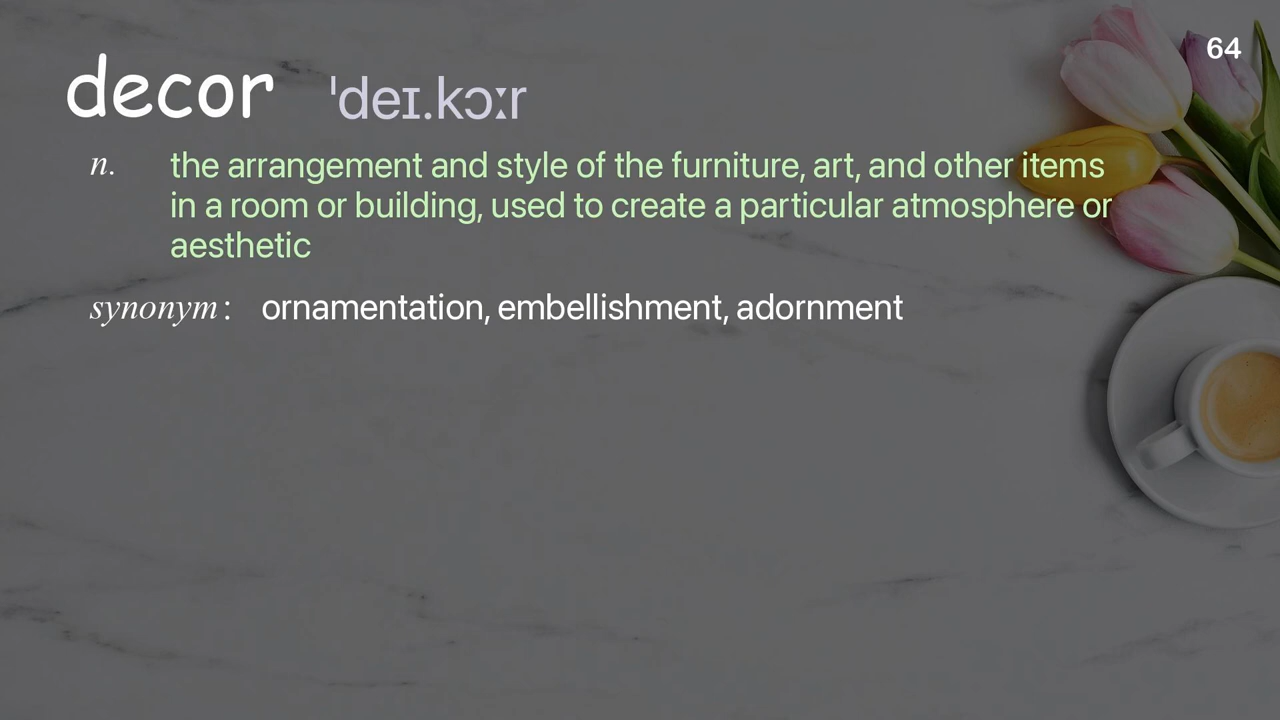 64
decor ˈdeɪ.kɔːr
n. the arrangement and style of the furniture, art, and other items
in a room or building, used to create a particular atmosphere or
aesthetic
synonym: ornamentation, embellishment, adornment